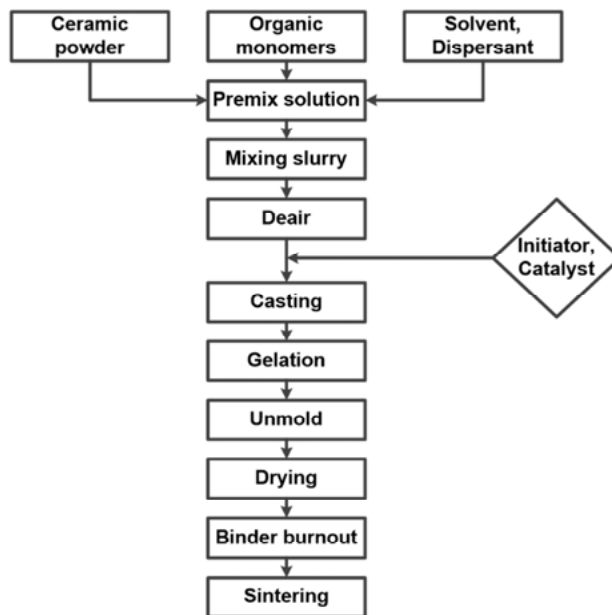 Ceramic
powder
Organic
monomers
Solvent,
Dispersant
Premix solution
Mixing slurry
Deair
Initiator,
Catalyst
Casting
Gelation
Unmold
Drying
Binder burnout
Sintering